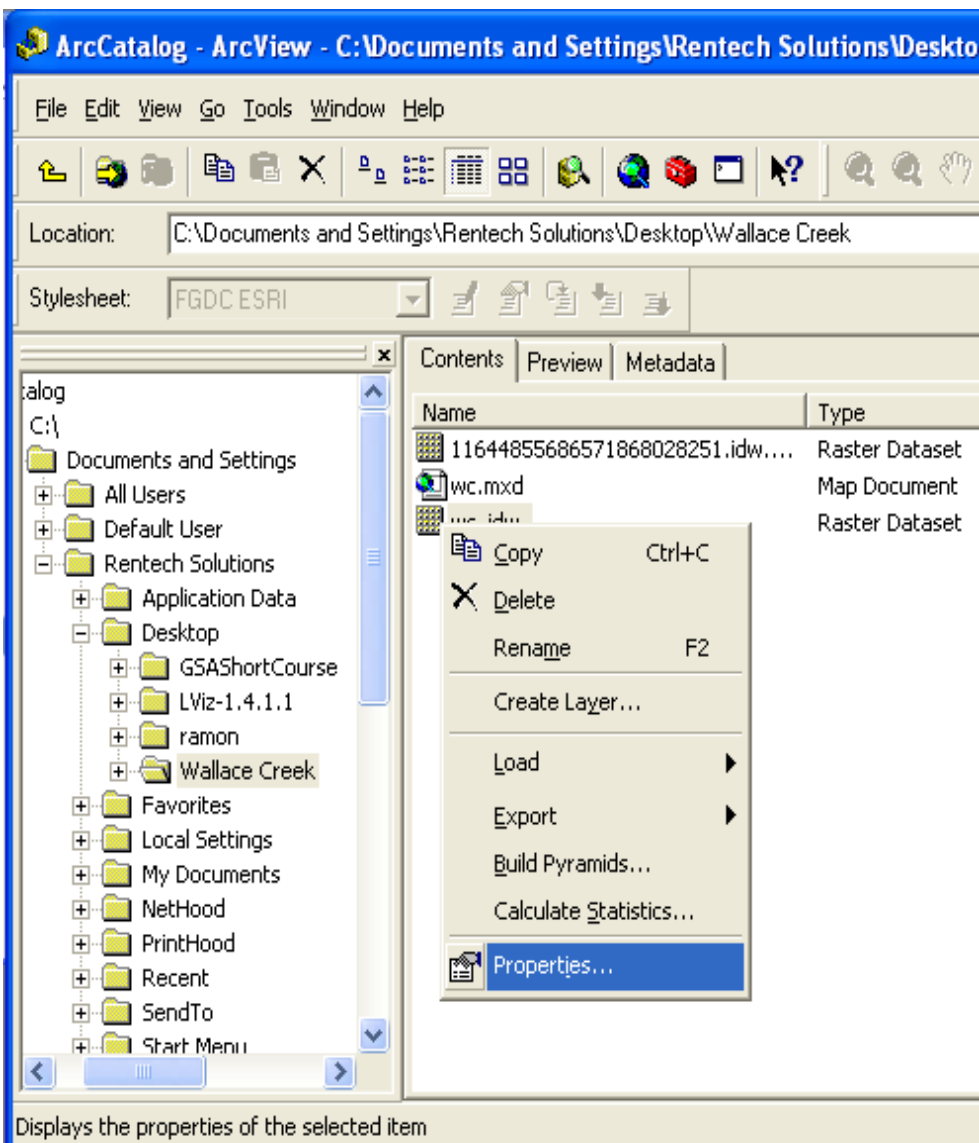 ArcCatalog - ArcView - C:\Documents and Settings\Rentech Solutions\Deskto
File Edit View Go Tools Window Help
Location: C:\Documents and Settings\Rentech Solutions\Desktop\Wallace Creek
Stylesheet: FGDC ESRI
Contents Preview Metadata
Name Type
11644855686571868028251.idw.... Raster Dataset
wc.mxd Map Document
wc_idw Raster Dataset
:alog
C:\
Documents and Settings
All Users
Default User
Rentech Solutions
Application Data
Desktop
GSAShortCourse
LViz-1.4.1.1
ramon
Wallace Creek
Favorites
Local Settings
My Documents
NetHood
PrintHood
Recent
SendTo
Start Menu
Copy Ctrl+C
Delete
Rename F2
Create Layer...
Load
Export
Build Pyramids...
Calculate Statistics...
Properties...
Displays the properties of the selected item